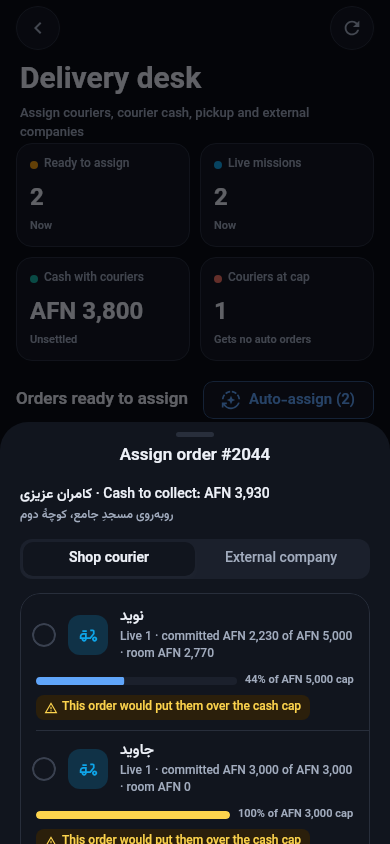 Delivery desk
Assign couriers, courier cash, pickup and external
companies
Ready to assign
2
Now
Live missions
2
Now
Cash with couriers
AFN 3,800
Unsettled
Couriers at cap
1
Gets no auto orders
Orders ready to assign
Auto-assign (2)
Assign order #2044
کامران عزیزی · Cash to collect: AFN 3,930
روبه‌روی مسجدِ جامع، کوچهٔ دوم
Shop courier
External company
نوید
Live 1 · committed AFN 2,230 of AFN 5,000
· room AFN 2,770
44% of AFN 5,000 cap
This order would put them over the cash cap
جاوید
Live 1 · committed AFN 3,000 of AFN 3,000
· room AFN 0
100% of AFN 3,000 cap
This order would put them over the cash cap